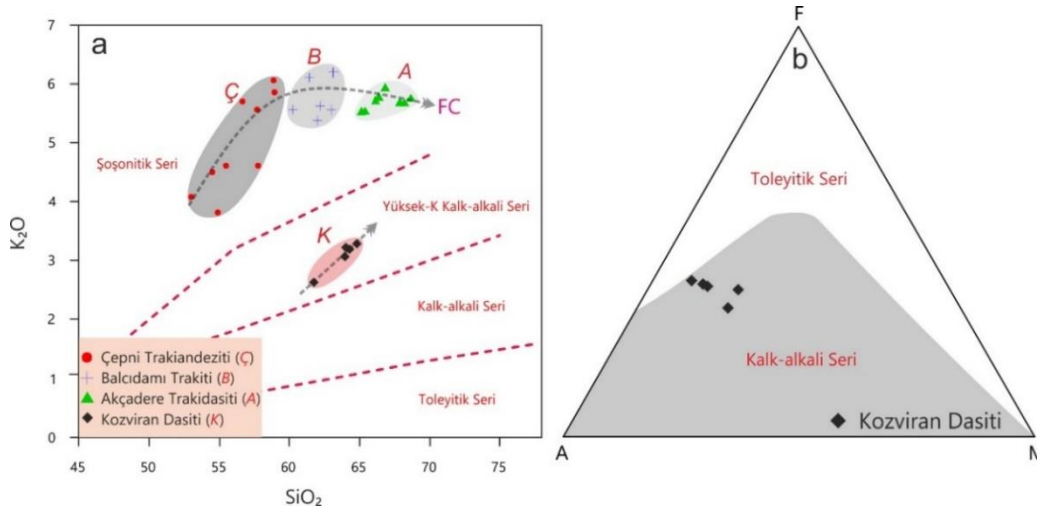 a
7
6
5
4
3
2
1
0
K₂O
45
50
55
60
65
70
75
SiO₂
Ç
B
A
FC
K
Şoşonitik Seri
Yüksek-K Kalk-alkali Seri
Kalk-alkali Seri
Toleyitik Seri
Çepni Trakiandeziti (Ç)
Balcıdamı Trakiti (B)
Akçadere Trakidasiti (A)
Kozviran Dasiti (K)
b
F
Toleyitik Seri
Kalk-alkali Seri
Kozviran Dasiti
A
M